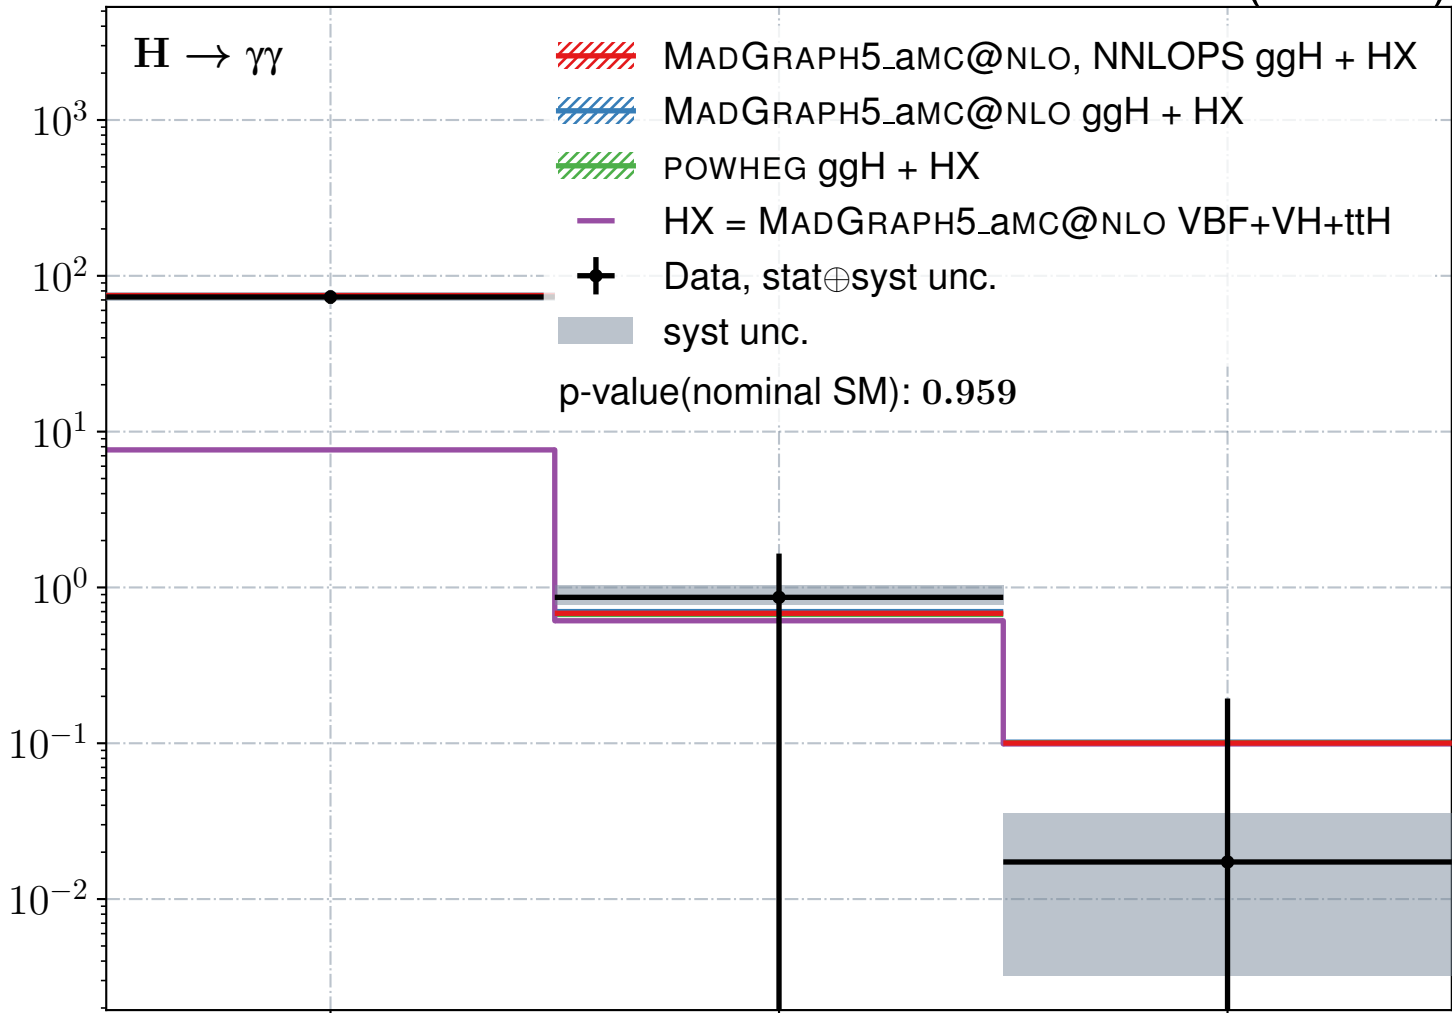 H → γγ
MADGRAPH5_aMC@NLO, NNLOPS ggH + HX
MADGRAPH5_aMC@NLO ggH + HX
POWHEG ggH + HX
HX = MADGRAPH5_aMC@NLO VBF+VH+ttH
Data, stat⊕syst unc.
syst unc.
p-value(nominal SM): 0.959
10³
10²
10¹
10⁰
10⁻¹
10⁻²